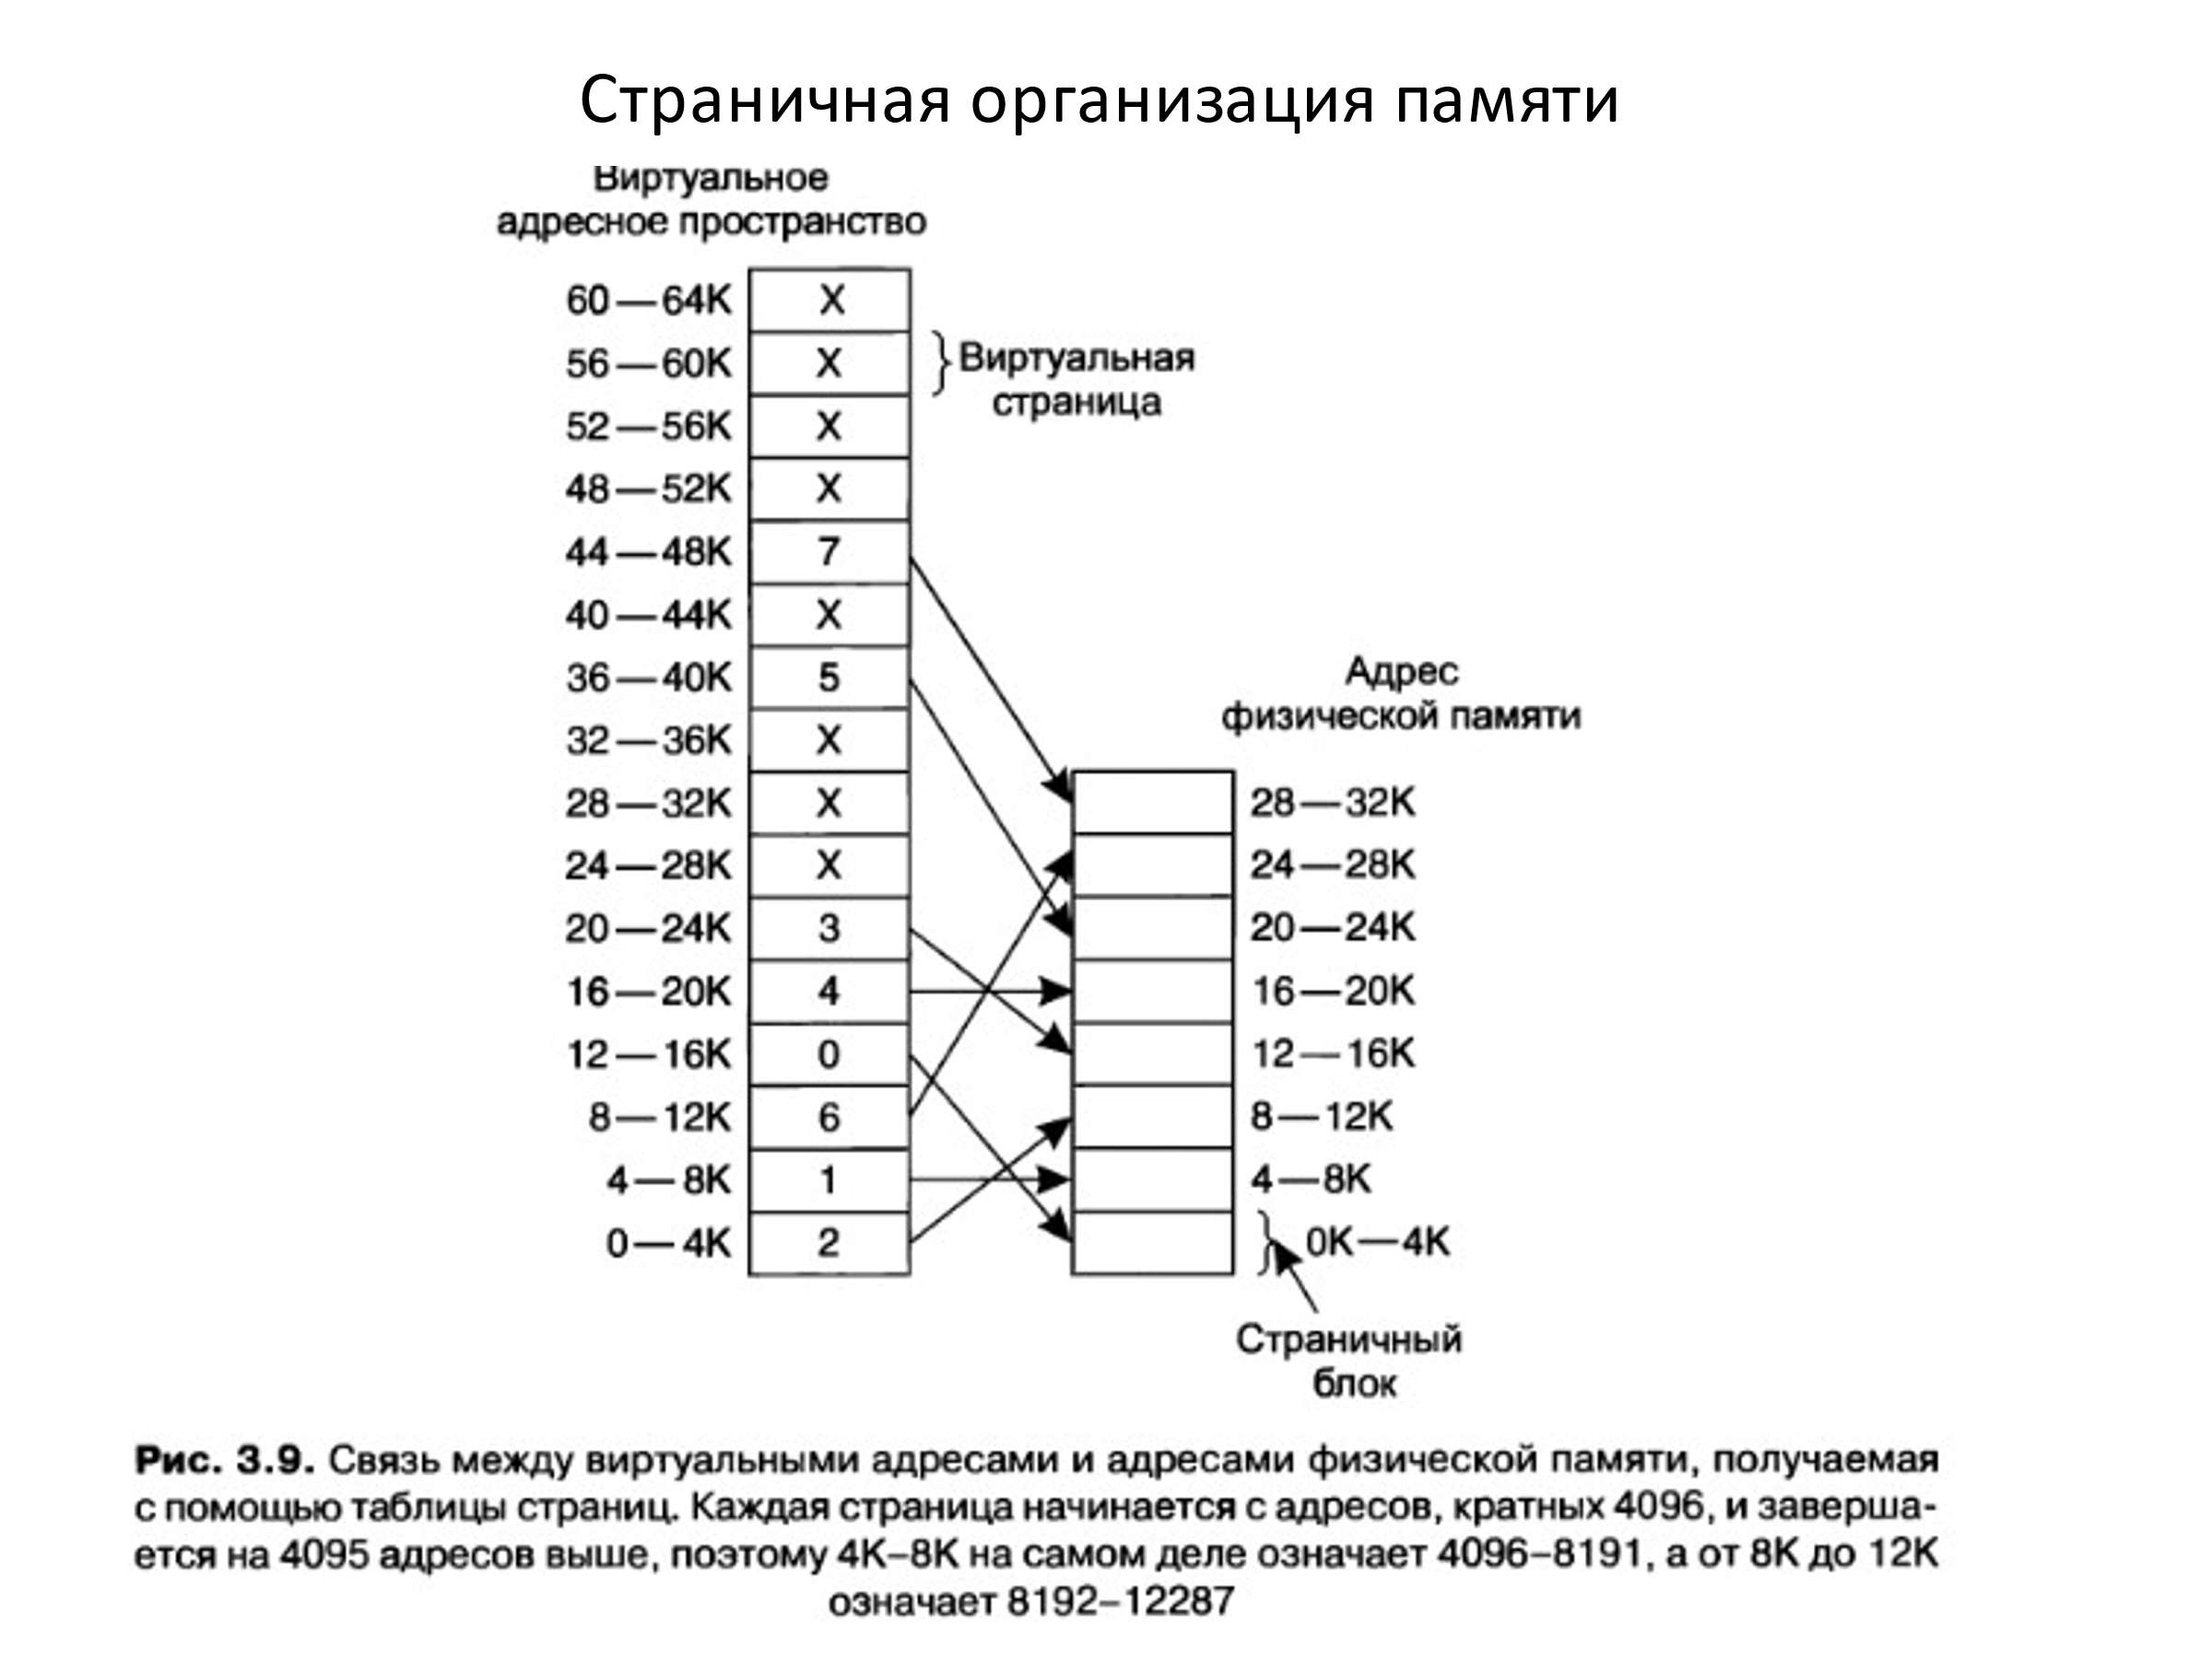 Страничная организация памяти
Виртуальное
адресное пространство
60—64K X
56—60K X
Виртуальная
страница
52—56K X
48—52K X
44—48K 7
40—44K X
36—40K 5
Адрес
физической памяти
32—36K X
28—32K X 28—32K
24—28K X 24—28K
20—24K 3 20—24K
16—20K 4 16—20K
12—16K 0 12—16K
8—12K 6 8—12K
4—8K 1 4—8K
0—4K 2 0K—4K
Страничный
блок
Рис. 3.9. Связь между виртуальными адресами и адресами физической памяти, получаемая
с помощью таблицы страниц. Каждая страница начинается с адресов, кратных 4096, и заверша-
ется на 4095 адресов выше, поэтому 4K–8K на самом деле означает 4096–8191, а от 8K до 12K
означает 8192–12287